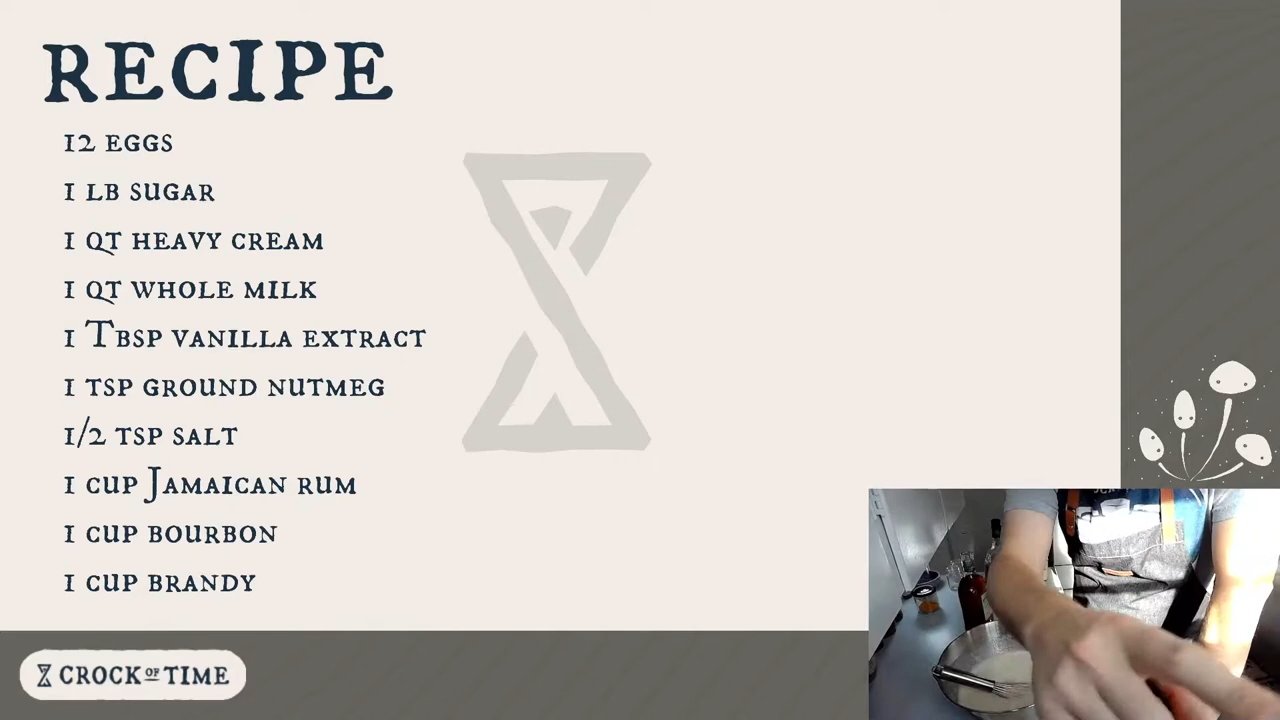 RECIPE
12 EGGS
1 LB SUGAR
1 QT HEAVY CREAM
1 QT WHOLE MILK
1 TBSP VANILLA EXTRACT
1 TSP GROUND NUTMEG
1/2 TSP SALT
1 CUP JAMAICAN RUM
1 CUP BOURBON
1 CUP BRANDY
CROCK OF TIME